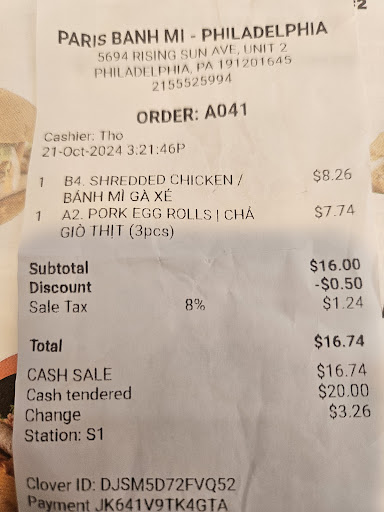 2
PARIS BANH MI - PHILADELPHIA
5694 RISING SUN AVE, UNIT 2
PHILADELPHIA, PA 191201645
2155525994
ORDER: A041
Cashier: Tho
21-Oct-2024 3:21:46P
1 B4. SHREDDED CHICKEN / $8.26
BÁNH MÌ GÀ XÉ
1 A2. PORK EGG ROLLS | CHẢ $7.74
GIÒ THỊT (3pcs)
Subtotal $16.00
Discount -$0.50
Sale Tax 8% $1.24
Total $16.74
CASH SALE $16.74
Cash tendered $20.00
Change $3.26
Station: S1
Clover ID: DJSM5D72FVQ52
Payment JK641V9TK4GTA